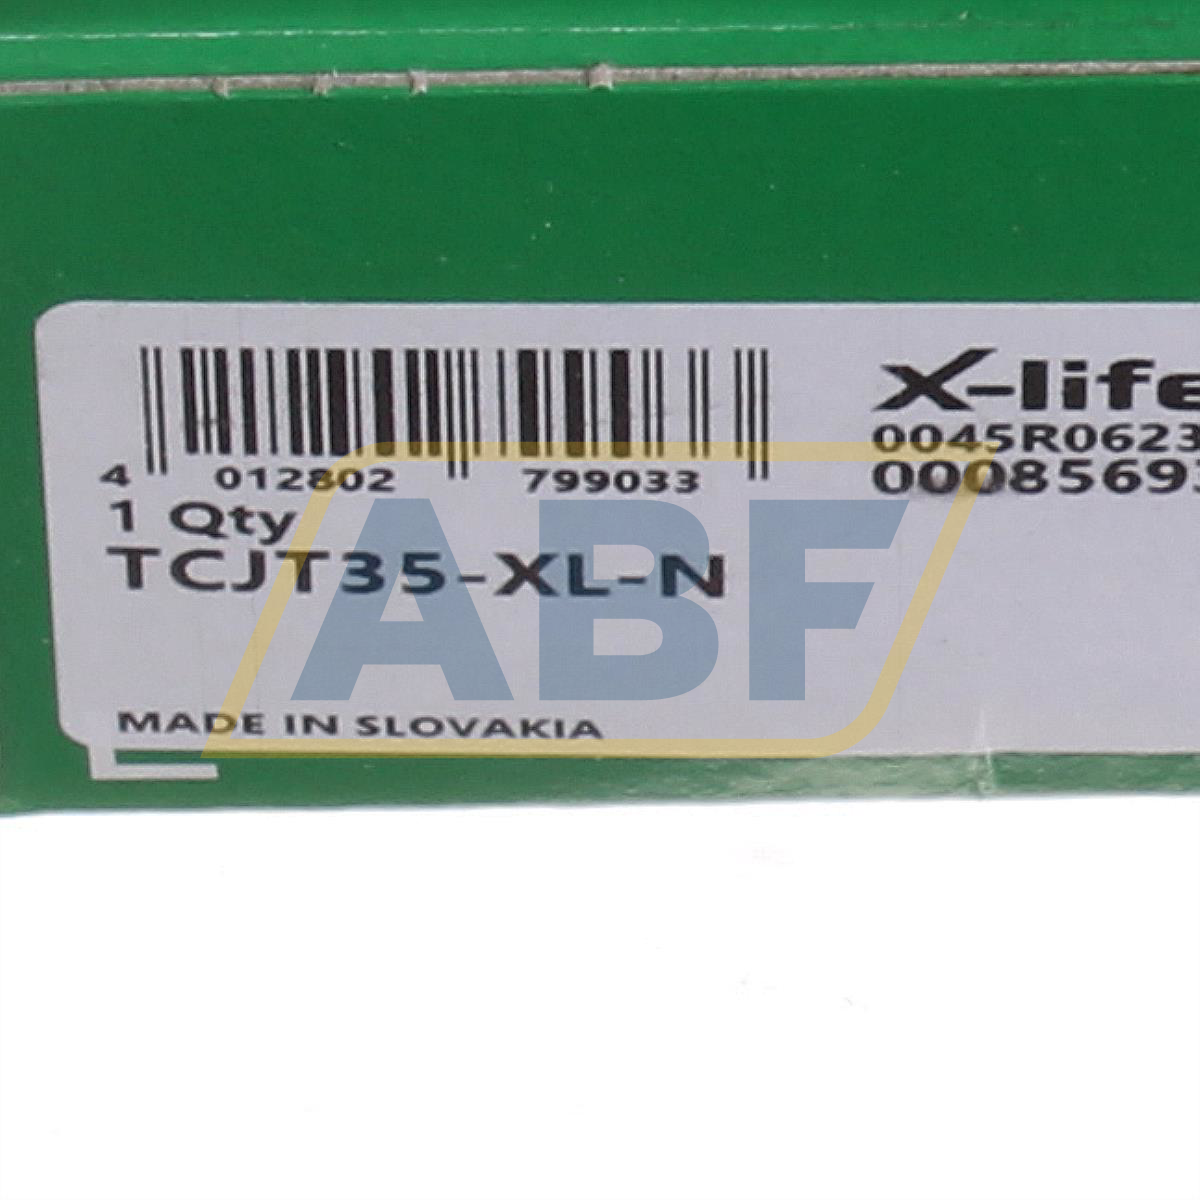 X-life
0045R0623
00085693
4 012802 799033
1 Qty
TCJT35-XL-N
ABF
MADE IN SLOVAKIA